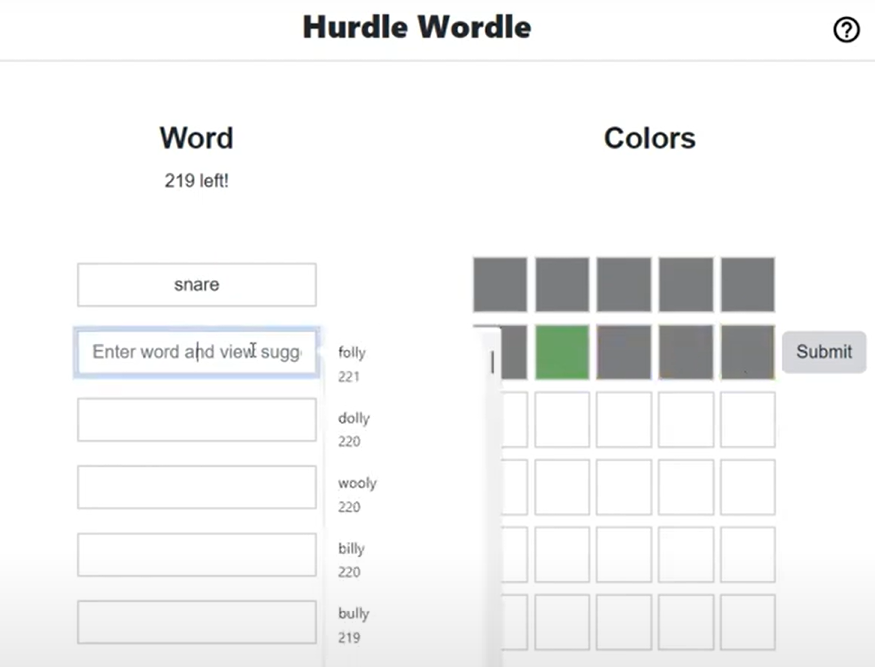 Hurdle Wordle
Word
Colors
219 left!
snare
Enter word and view sugg
Submit
folly
221
dolly
220
wooly
220
billy
220
bully
219